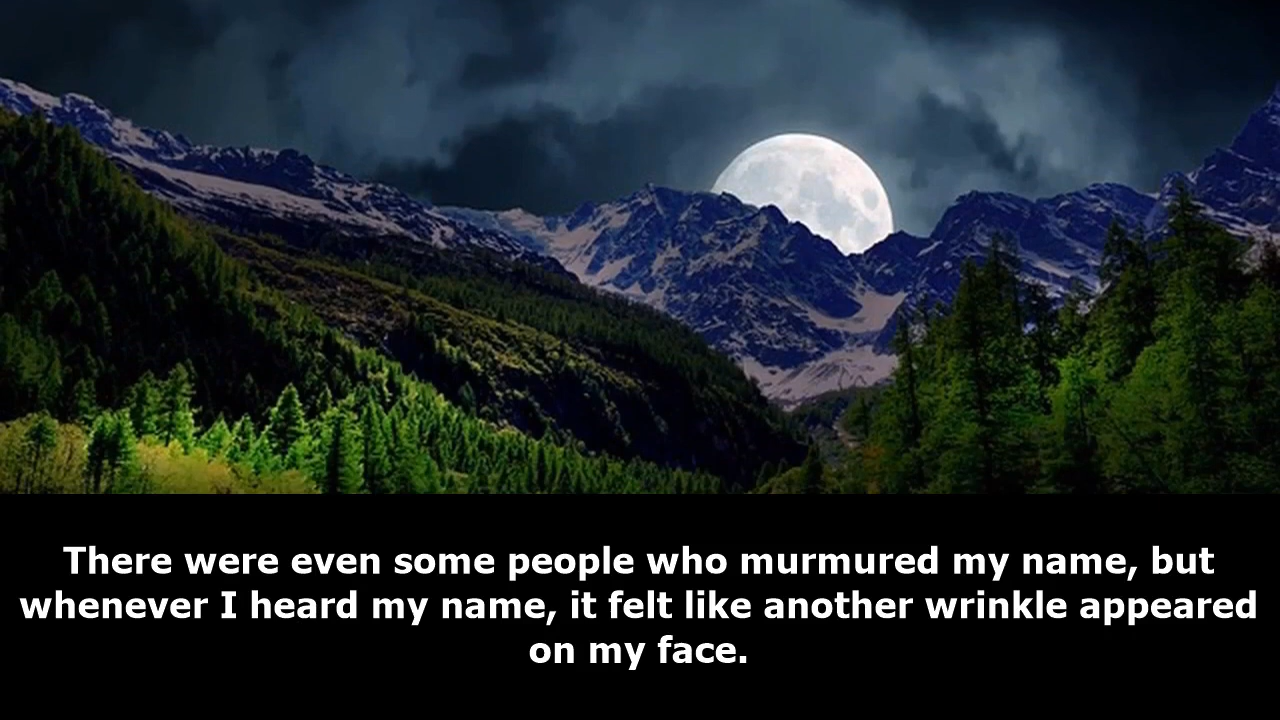 There were even some people who murmured my name, but
whenever I heard my name, it felt like another wrinkle appeared
on my face.